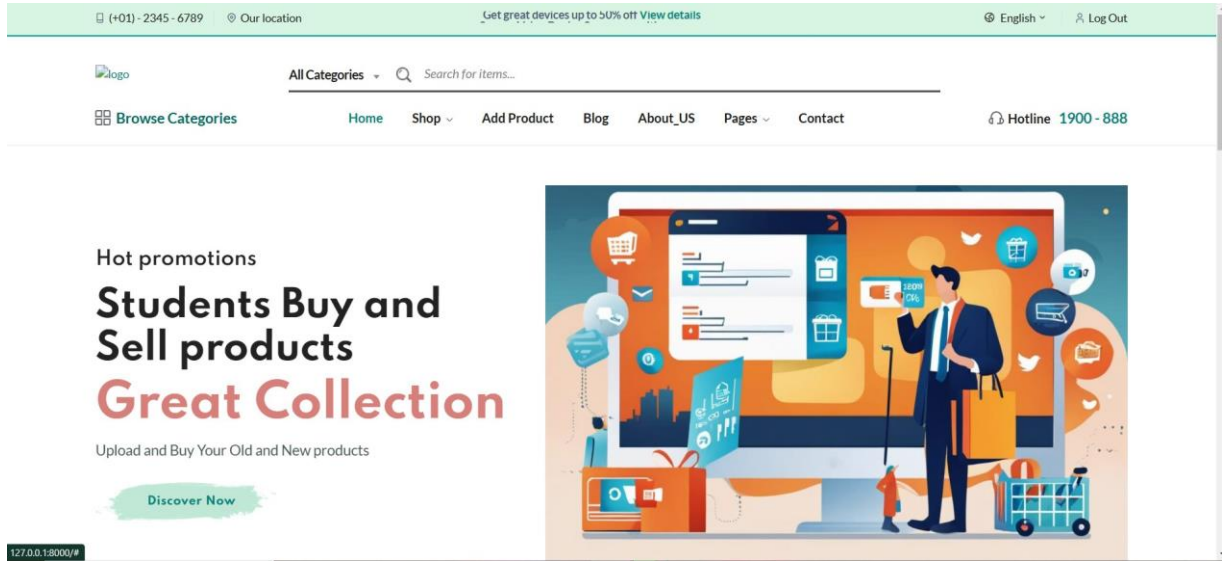 (+01) - 2345 - 6789 Our location Get great devices up to 50% off View details English Log Out
logo All Categories Search for items...
Browse Categories Home Shop Add Product Blog About_US Pages Contact Hotline 1900 - 888
Hot promotions
Students Buy and
Sell products
Great Collection
Upload and Buy Your Old and New products
Discover Now
127.0.0.1:8000/#